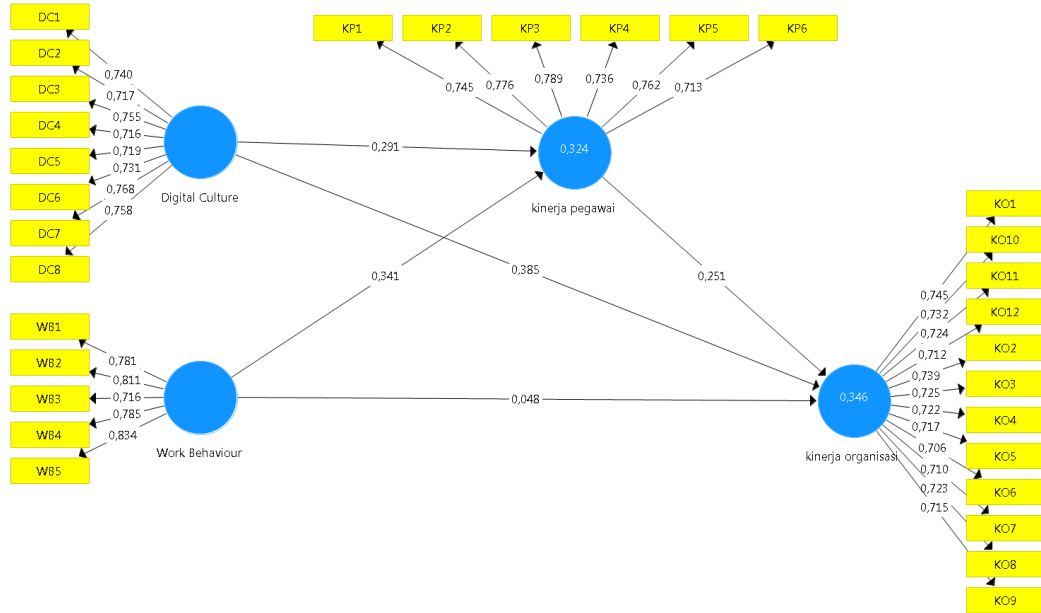 DC1
DC2
DC3
DC4
DC5
DC6
DC7
DC8
0,740
0,717
0,755
0,716
0,719
0,731
0,768
0,758
Digital Culture
KP1
KP2
KP3
KP4
KP5
KP6
0,745
0,776
0,789
0,736
0,762
0,713
0,324
kinerja pegawai
0,291
0,385
0,341
0,251
0,048
WB1
WB2
WB3
WB4
WB5
0,781
0,811
0,716
0,785
0,834
Work Behaviour
0,346
kinerja organisasi
0,745
0,732
0,724
0,712
0,739
0,725
0,722
0,717
0,706
0,710
0,723
0,715
KO1
KO10
KO11
KO12
KO2
KO3
KO4
KO5
KO6
KO7
KO8
KO9